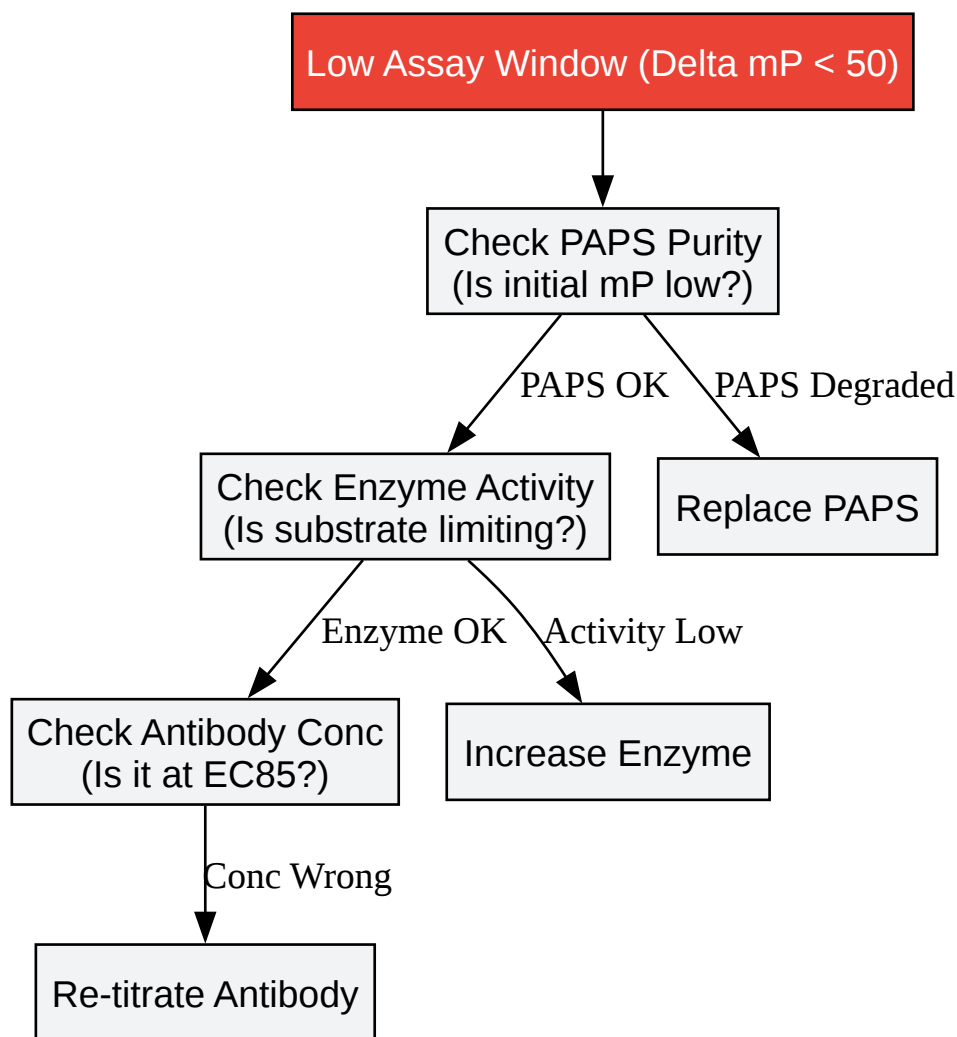 Low Assay Window (Delta mP < 50)
Check PAPS Purity
(Is initial mP low?)
PAPS OK
PAPS Degraded
Check Enzyme Activity
(Is substrate limiting?)
Replace PAPS
Enzyme OK
Activity Low
Check Antibody Conc
(Is it at EC85?)
Increase Enzyme
Conc Wrong
Re-titrate Antibody